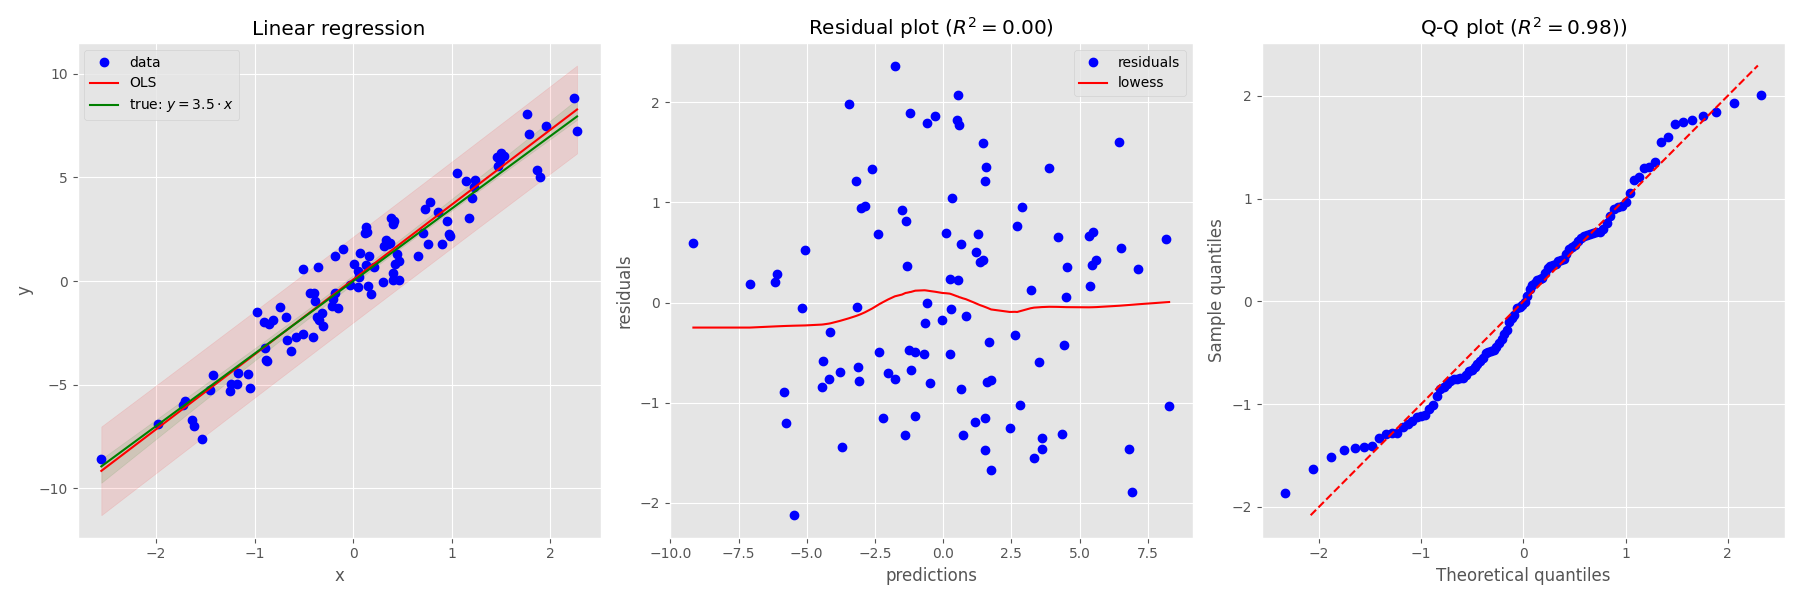 Linear regression
data
OLS
true: y = 3.5 · x
10
5
0
−5
−10
y
−2
−1
0
1
2
x
Residual plot (R² = 0.00)
residuals
lowess
2
1
0
−1
−2
residuals
−10.0
−7.5
−5.0
−2.5
0.0
2.5
5.0
7.5
predictions
Q-Q plot (R² = 0.98))
2
1
0
−1
−2
Sample quantiles
−2
−1
0
1
2
Theoretical quantiles